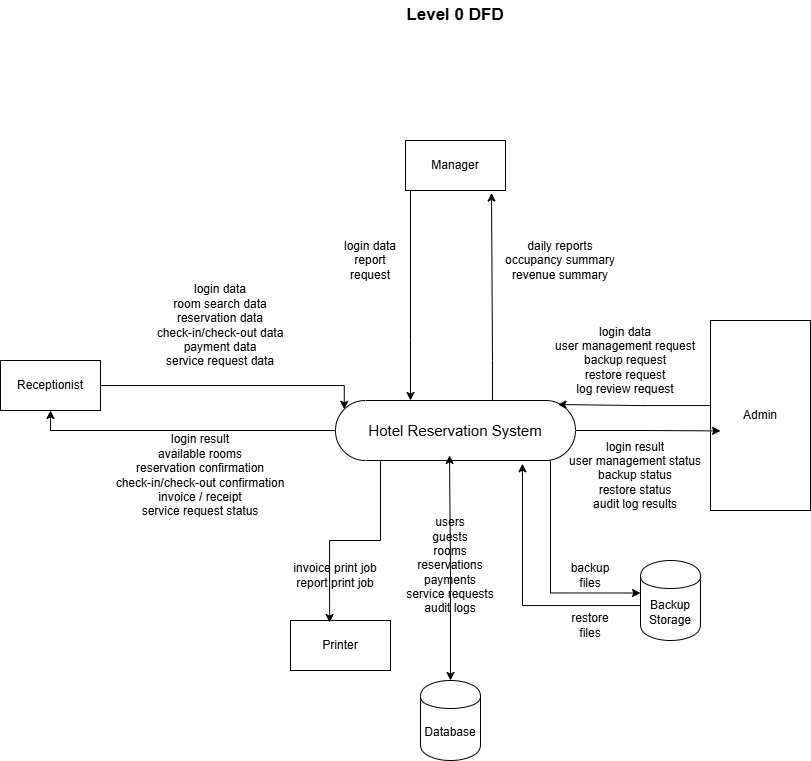 Level 0 DFD
Manager
login data
report
request
daily reports
occupancy summary
revenue summary
login data
room search data
reservation data
check-in/check-out data
payment data
service request data
login data
user management request
backup request
restore request
log review request
Receptionist
Admin
Hotel Reservation System
login result
available rooms
reservation confirmation
check-in/check-out confirmation
invoice / receipt
service request status
login result
user management status
backup status
restore status
audit log results
users
guests
rooms
reservations
payments
service requests
audit logs
invoice print job
report print job
backup
files
restore
files
Backup
Storage
Printer
Database